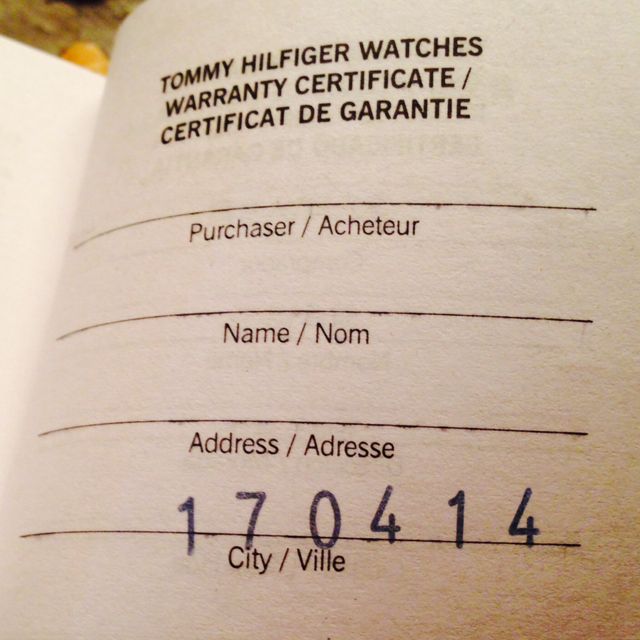 TOMMY HILFIGER WATCHES
WARRANTY CERTIFICATE /
CERTIFICAT DE GARANTIE
Purchaser / Acheteur
Name / Nom
Address / Adresse
170414
City / Ville